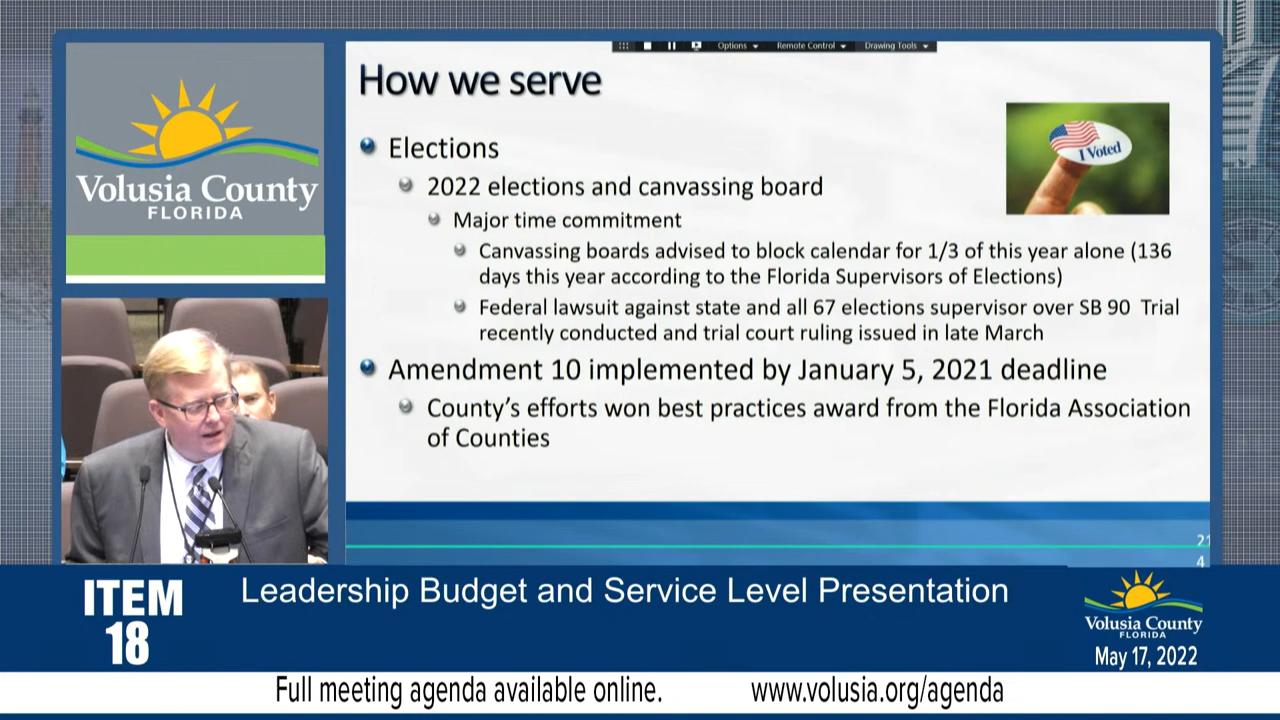 Options
Remote Control
Drawing Tools
How we serve
I Voted
Elections
2022 elections and canvassing board
Major time commitment
Canvassing boards advised to block calendar for 1/3 of this year alone (136
days this year according to the Florida Supervisors of Elections)
Federal lawsuit against state and all 67 elections supervisor over SB 90 Trial
recently conducted and trial court ruling issued in late March
Amendment 10 implemented by January 5, 2021 deadline
County's efforts won best practices award from the Florida Association
of Counties
21
4
Volusia County
FLORIDA
ITEM
18
Leadership Budget and Service Level Presentation
Volusia County
FLORIDA
May 17, 2022
Full meeting agenda available online.
www.volusia.org/agenda